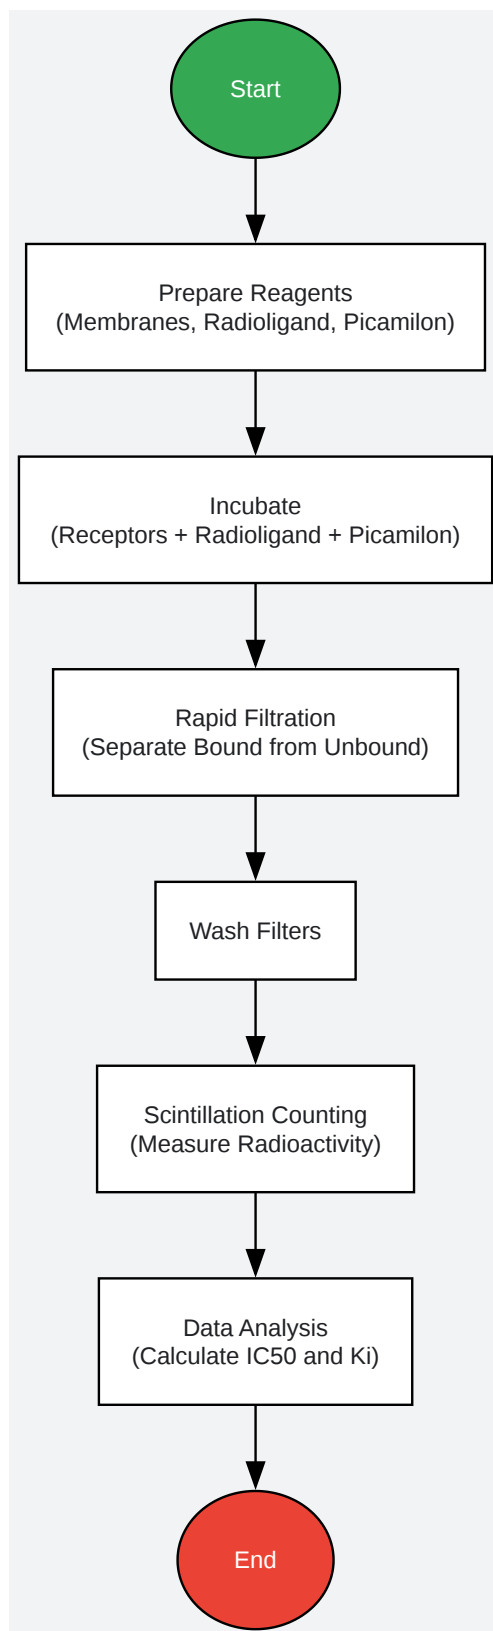 Start
Prepare Reagents
(Membranes, Radioligand, Picamilon)
Incubate
(Receptors + Radioligand + Picamilon)
Rapid Filtration
(Separate Bound from Unbound)
Wash Filters
Scintillation Counting
(Measure Radioactivity)
Data Analysis
(Calculate IC50 and Ki)
End